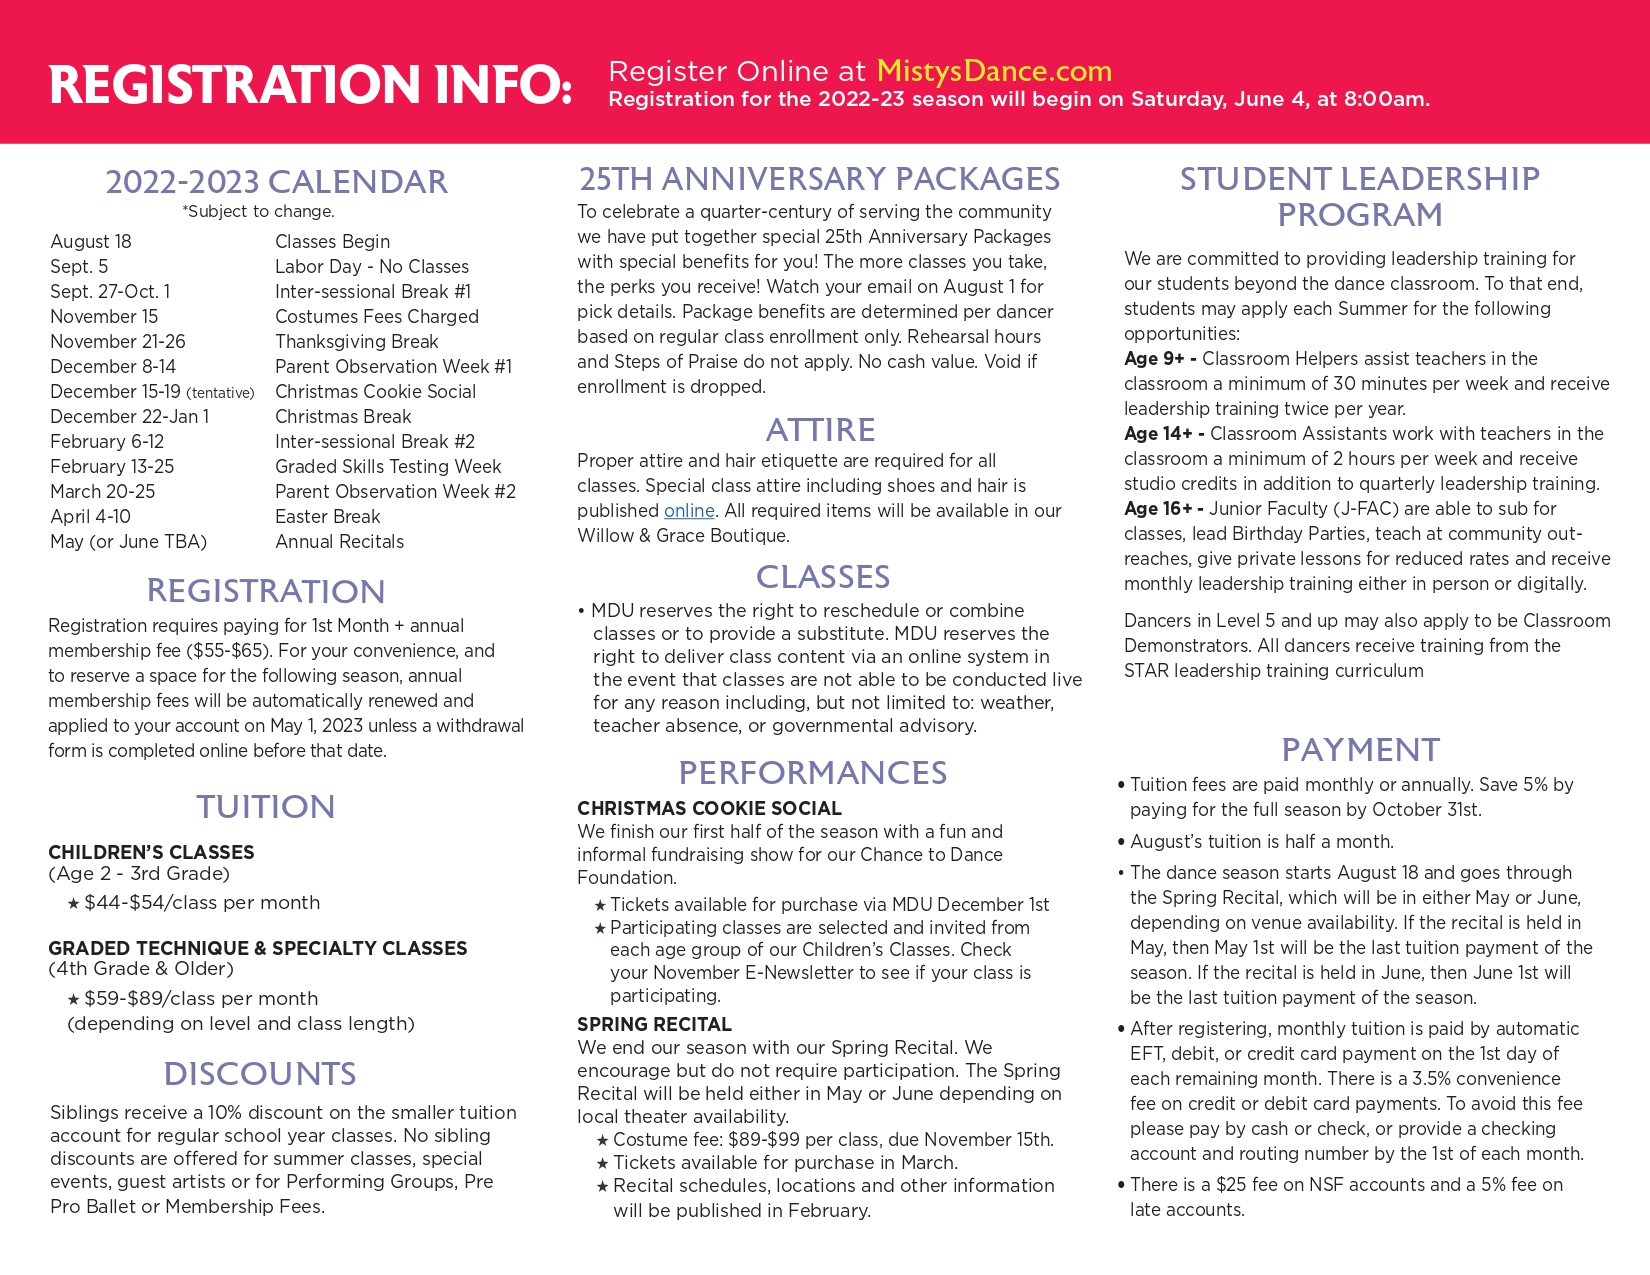 REGISTRATION INFO:
Register Online at MistysDance.com
Registration for the 2022-23 season will begin on Saturday, June 4, at 8:00am.
2022-2023 CALENDAR
*Subject to change.
August 18 Classes Begin
Sept. 5 Labor Day - No Classes
Sept. 27-Oct. 1 Inter-sessional Break #1
November 15 Costumes Fees Charged
November 21-26 Thanksgiving Break
December 8-14 Parent Observation Week #1
December 15-19 (tentative) Christmas Cookie Social
December 22-Jan 1 Christmas Break
February 6-12 Inter-sessional Break #2
February 13-25 Graded Skills Testing Week
March 20-25 Parent Observation Week #2
April 4-10 Easter Break
May (or June TBA) Annual Recitals
REGISTRATION
Registration requires paying for 1st Month + annual
membership fee ($55-$65). For your convenience, and
to reserve a space for the following season, annual
membership fees will be automatically renewed and
applied to your account on May 1, 2023 unless a withdrawal
form is completed online before that date.
TUITION
CHILDREN'S CLASSES
(Age 2 - 3rd Grade)
★ $44-$54/class per month
GRADED TECHNIQUE & SPECIALTY CLASSES
(4th Grade & Older)
★ $59-$89/class per month
(depending on level and class length)
DISCOUNTS
Siblings receive a 10% discount on the smaller tuition
account for regular school year classes. No sibling
discounts are offered for summer classes, special
events, guest artists or for Performing Groups, Pre
Pro Ballet or Membership Fees.
25TH ANNIVERSARY PACKAGES
To celebrate a quarter-century of serving the community
we have put together special 25th Anniversary Packages
with special benefits for you! The more classes you take,
the perks you receive! Watch your email on August 1 for
pick details. Package benefits are determined per dancer
based on regular class enrollment only. Rehearsal hours
and Steps of Praise do not apply. No cash value. Void if
enrollment is dropped.
ATTIRE
Proper attire and hair etiquette are required for all
classes. Special class attire including shoes and hair is
published online. All required items will be available in our
Willow & Grace Boutique.
CLASSES
• MDU reserves the right to reschedule or combine
classes or to provide a substitute. MDU reserves the
right to deliver class content via an online system in
the event that classes are not able to be conducted live
for any reason including, but not limited to: weather,
teacher absence, or governmental advisory.
PERFORMANCES
CHRISTMAS COOKIE SOCIAL
We finish our first half of the season with a fun and
informal fundraising show for our Chance to Dance
Foundation.
★ Tickets available for purchase via MDU December 1st
★ Participating classes are selected and invited from
each age group of our Children's Classes. Check
your November E-Newsletter to see if your class is
participating.
SPRING RECITAL
We end our season with our Spring Recital. We
encourage but do not require participation. The Spring
Recital will be held either in May or June depending on
local theater availability.
★ Costume fee: $89-$99 per class, due November 15th.
★ Tickets available for purchase in March.
★ Recital schedules, locations and other information
will be published in February.
STUDENT LEADERSHIP
PROGRAM
We are committed to providing leadership training for
our students beyond the dance classroom. To that end,
students may apply each Summer for the following
opportunities:
Age 9+ - Classroom Helpers assist teachers in the
classroom a minimum of 30 minutes per week and receive
leadership training twice per year.
Age 14+ - Classroom Assistants work with teachers in the
classroom a minimum of 2 hours per week and receive
studio credits in addition to quarterly leadership training.
Age 16+ - Junior Faculty (J-FAC) are able to sub for
classes, lead Birthday Parties, teach at community out-
reaches, give private lessons for reduced rates and receive
monthly leadership training either in person or digitally.
Dancers in Level 5 and up may also apply to be Classroom
Demonstrators. All dancers receive training from the
STAR leadership training curriculum
PAYMENT
• Tuition fees are paid monthly or annually. Save 5% by
paying for the full season by October 31st.
• August's tuition is half a month.
• The dance season starts August 18 and goes through
the Spring Recital, which will be in either May or June,
depending on venue availability. If the recital is held in
May, then May 1st will be the last tuition payment of the
season. If the recital is held in June, then June 1st will
be the last tuition payment of the season.
• After registering, monthly tuition is paid by automatic
EFT, debit, or credit card payment on the 1st day of
each remaining month. There is a 3.5% convenience
fee on credit or debit card payments. To avoid this fee
please pay by cash or check, or provide a checking
account and routing number by the 1st of each month.
• There is a $25 fee on NSF accounts and a 5% fee on
late accounts.